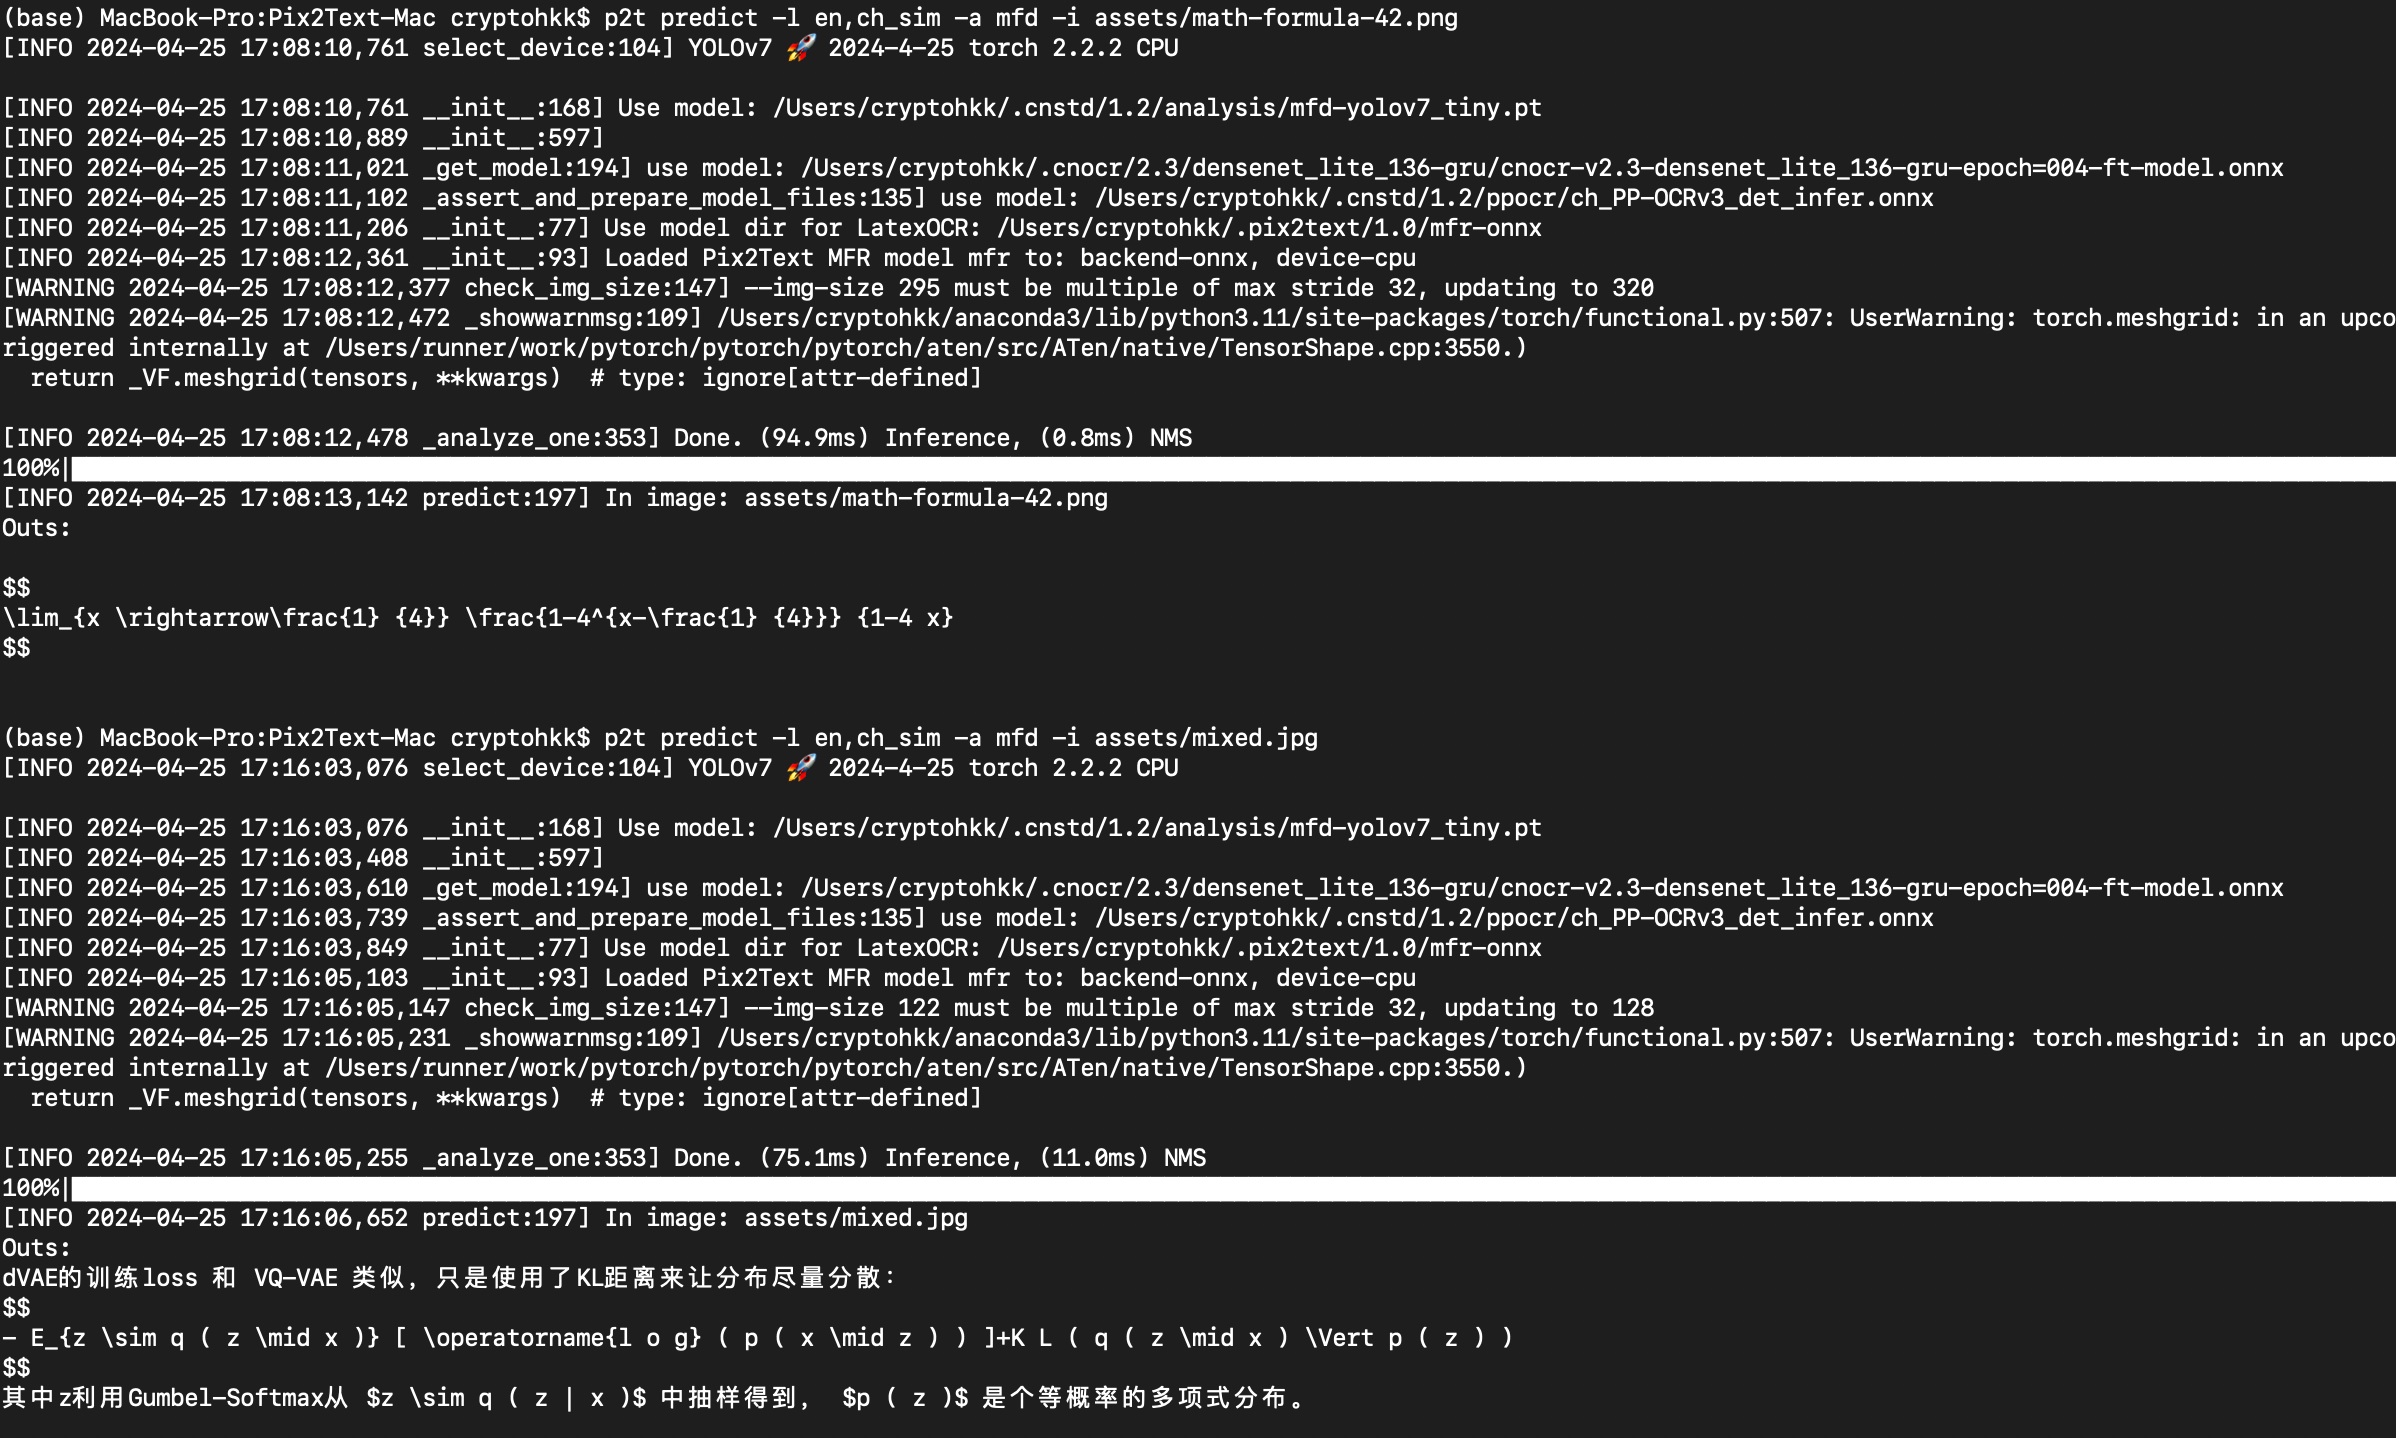 (base) MacBook-Pro:Pix2Text-Mac cryptohkk$ p2t predict -l en,ch_sim -a mfd -i assets/math-formula-42.png
[INFO 2024-04-25 17:08:10,761 select_device:104] YOLOv7 🚀 2024-4-25 torch 2.2.2 CPU
[INFO 2024-04-25 17:08:10,761 __init__:168] Use model: /Users/cryptohkk/.cnstd/1.2/analysis/mfd-yolov7_tiny.pt
[INFO 2024-04-25 17:08:10,889 __init__:597]
[INFO 2024-04-25 17:08:11,021 _get_model:194] use model: /Users/cryptohkk/.cnocr/2.3/densenet_lite_136-gru/cnocr-v2.3-densenet_lite_136-gru-epoch=004-ft-model.onnx
[INFO 2024-04-25 17:08:11,102 _assert_and_prepare_model_files:135] use model: /Users/cryptohkk/.cnstd/1.2/ppocr/ch_PP-OCRv3_det_infer.onnx
[INFO 2024-04-25 17:08:11,206 __init__:77] Use model dir for LatexOCR: /Users/cryptohkk/.pix2text/1.0/mfr-onnx
[INFO 2024-04-25 17:08:12,361 __init__:93] Loaded Pix2Text MFR model mfr to: backend-onnx, device-cpu
[WARNING 2024-04-25 17:08:12,377 check_img_size:147] --img-size 295 must be multiple of max stride 32, updating to 320
[WARNING 2024-04-25 17:08:12,472 _showwarnmsg:109] /Users/cryptohkk/anaconda3/lib/python3.11/site-packages/torch/functional.py:507: UserWarning: torch.meshgrid: in an upco
riggered internally at /Users/runner/work/pytorch/pytorch/pytorch/aten/src/ATen/native/TensorShape.cpp:3550.)
  return _VF.meshgrid(tensors, **kwargs)  # type: ignore[attr-defined]
[INFO 2024-04-25 17:08:12,478 _analyze_one:353] Done. (94.9ms) Inference, (0.8ms) NMS
100%|
[INFO 2024-04-25 17:08:13,142 predict:197] In image: assets/math-formula-42.png
Outs:
$$
\lim_{x \rightarrow\frac{1} {4}} \frac{1-4^{x-\frac{1} {4}}} {1-4 x}
$$
(base) MacBook-Pro:Pix2Text-Mac cryptohkk$ p2t predict -l en,ch_sim -a mfd -i assets/mixed.jpg
[INFO 2024-04-25 17:16:03,076 select_device:104] YOLOv7 🚀 2024-4-25 torch 2.2.2 CPU
[INFO 2024-04-25 17:16:03,076 __init__:168] Use model: /Users/cryptohkk/.cnstd/1.2/analysis/mfd-yolov7_tiny.pt
[INFO 2024-04-25 17:16:03,408 __init__:597]
[INFO 2024-04-25 17:16:03,610 _get_model:194] use model: /Users/cryptohkk/.cnocr/2.3/densenet_lite_136-gru/cnocr-v2.3-densenet_lite_136-gru-epoch=004-ft-model.onnx
[INFO 2024-04-25 17:16:03,739 _assert_and_prepare_model_files:135] use model: /Users/cryptohkk/.cnstd/1.2/ppocr/ch_PP-OCRv3_det_infer.onnx
[INFO 2024-04-25 17:16:03,849 __init__:77] Use model dir for LatexOCR: /Users/cryptohkk/.pix2text/1.0/mfr-onnx
[INFO 2024-04-25 17:16:05,103 __init__:93] Loaded Pix2Text MFR model mfr to: backend-onnx, device-cpu
[WARNING 2024-04-25 17:16:05,147 check_img_size:147] --img-size 122 must be multiple of max stride 32, updating to 128
[WARNING 2024-04-25 17:16:05,231 _showwarnmsg:109] /Users/cryptohkk/anaconda3/lib/python3.11/site-packages/torch/functional.py:507: UserWarning: torch.meshgrid: in an upco
riggered internally at /Users/runner/work/pytorch/pytorch/pytorch/aten/src/ATen/native/TensorShape.cpp:3550.)
  return _VF.meshgrid(tensors, **kwargs)  # type: ignore[attr-defined]
[INFO 2024-04-25 17:16:05,255 _analyze_one:353] Done. (75.1ms) Inference, (11.0ms) NMS
100%|
[INFO 2024-04-25 17:16:06,652 predict:197] In image: assets/mixed.jpg
Outs:
dVAE的训练loss 和 VQ-VAE 类似, 只是使用了KL距离来让分布尽量分散:
$$
- E_{z \sim q ( z \mid x )} [ \operatorname{l o g} ( p ( x \mid z ) ) ]+K L ( q ( z \mid x ) \Vert p ( z ) )
$$
其中z利用Gumbel-Softmax从 $z \sim q ( z | x )$ 中抽样得到, $p ( z )$ 是个等概率的多项式分布。